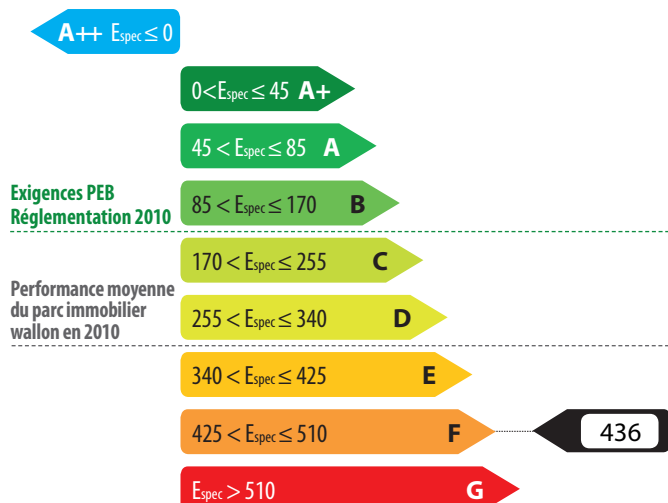 A++ Espec ≤ 0
0<Espec ≤ 45 A+
45 < Espec ≤ 85 A
Exigences PEB
Réglementation 2010
85 < Espec ≤ 170 B
170 < Espec ≤ 255 C
Performance moyenne
du parc immobilier
wallon en 2010
255 < Espec ≤ 340 D
340 < Espec ≤ 425 E
425 < Espec ≤ 510 F
436
Espec > 510 G